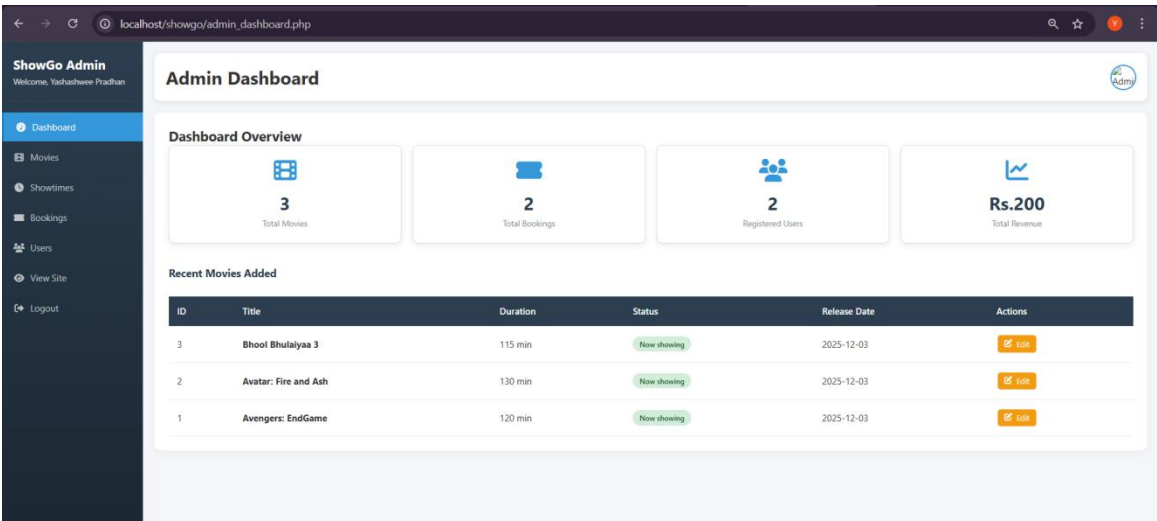 localhost/showgo/admin_dashboard.php
Y
ShowGo Admin
Welcome, Yashashwee Pradhan
Dashboard
Movies
Showtimes
Bookings
Users
View Site
Logout
Admin Dashboard
Admi
Dashboard Overview
3
Total Movies
2
Total Bookings
2
Registered Users
Rs.200
Total Revenue
Recent Movies Added
ID Title Duration Status Release Date Actions
3 Bhool Bhulaiyaa 3 115 min Now showing 2025-12-03 Edit
2 Avatar: Fire and Ash 130 min Now showing 2025-12-03 Edit
1 Avengers: EndGame 120 min Now showing 2025-12-03 Edit